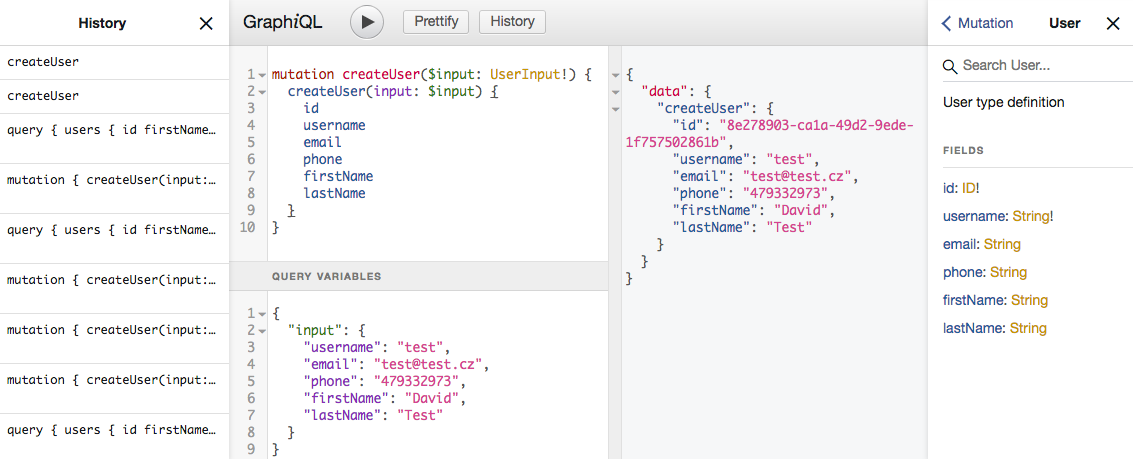 History
createUser
createUser
query { users { id firstName…
mutation { createUser(input:…
query { users { id firstName…
mutation { createUser(input:…
mutation { createUser(input:…
mutation { createUser(input:…
query { users { id firstName…
GraphiQL
Prettify
History
1 mutation createUser($input: UserInput!) {
2   createUser(input: $input) {
3     id
4     username
5     email
6     phone
7     firstName
8     lastName
9   }
10 }
QUERY VARIABLES
1 {
2   "input": {
3     "username": "test",
4     "email": "test@test.cz",
5     "phone": "479332973",
6     "firstName": "David",
7     "lastName": "Test"
8   }
9 }
{
  "data": {
    "createUser": {
      "id": "8e278903-ca1a-49d2-9ede-
1f757502861b",
      "username": "test",
      "email": "test@test.cz",
      "phone": "479332973",
      "firstName": "David",
      "lastName": "Test"
    }
  }
}
Mutation
User
Search User...
User type definition
FIELDS
id: ID!
username: String!
email: String
phone: String
firstName: String
lastName: String